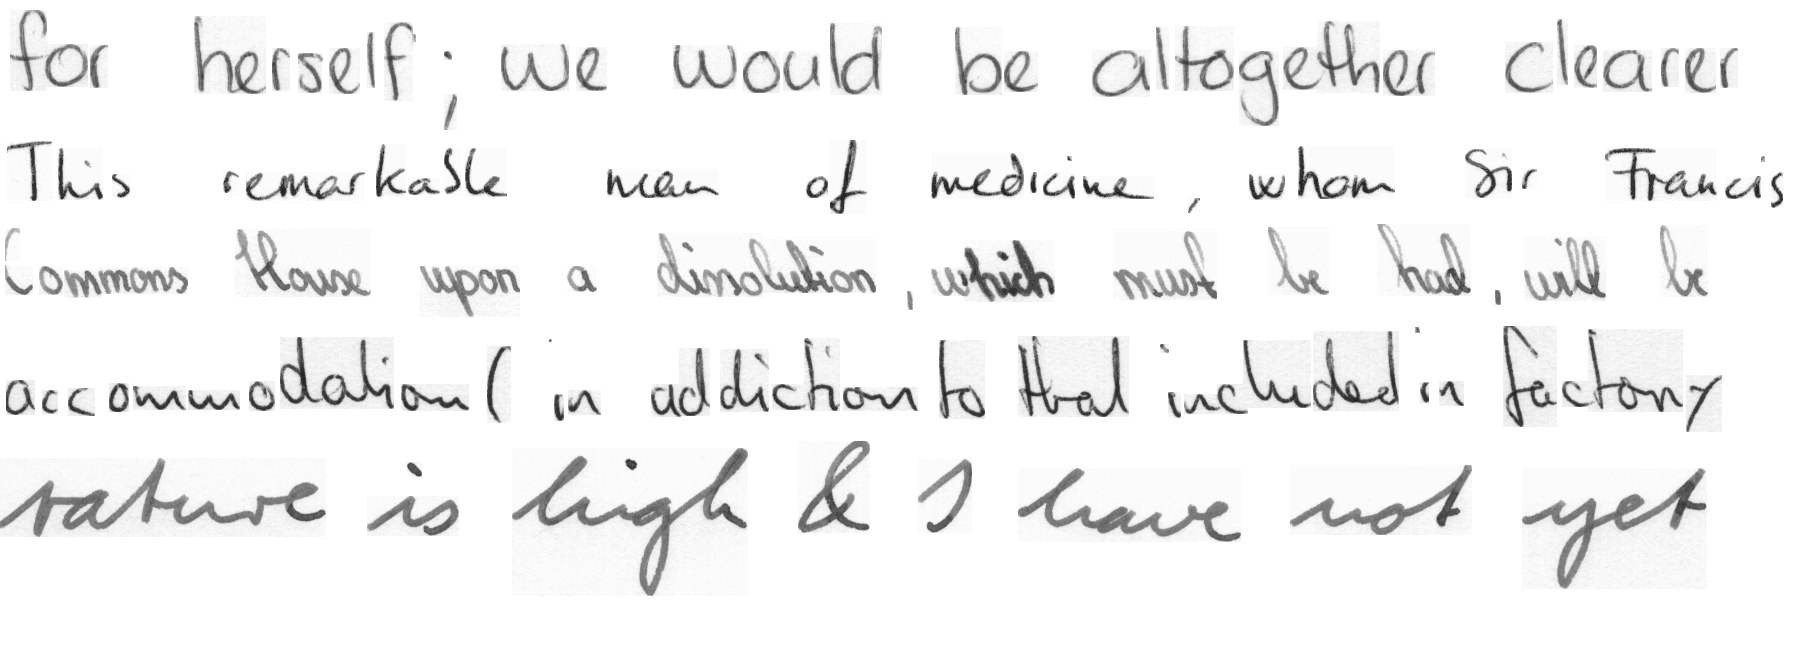 for herself; we would be altogether clearer
This remarkable man of medicine, whom Sir Francis
Commons House upon a dissolution, which must be had, will be
accommodation (in addiction to that included in factory
rature is high & I have not yet